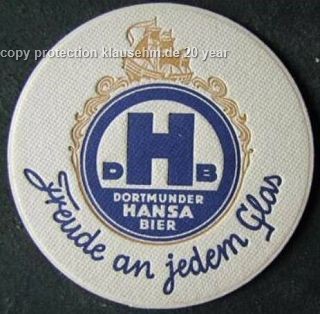 copy protection klausehm.de 20 year
D H B
DORTMUNDER
HANSA
BIER
Freude an jedem Glas